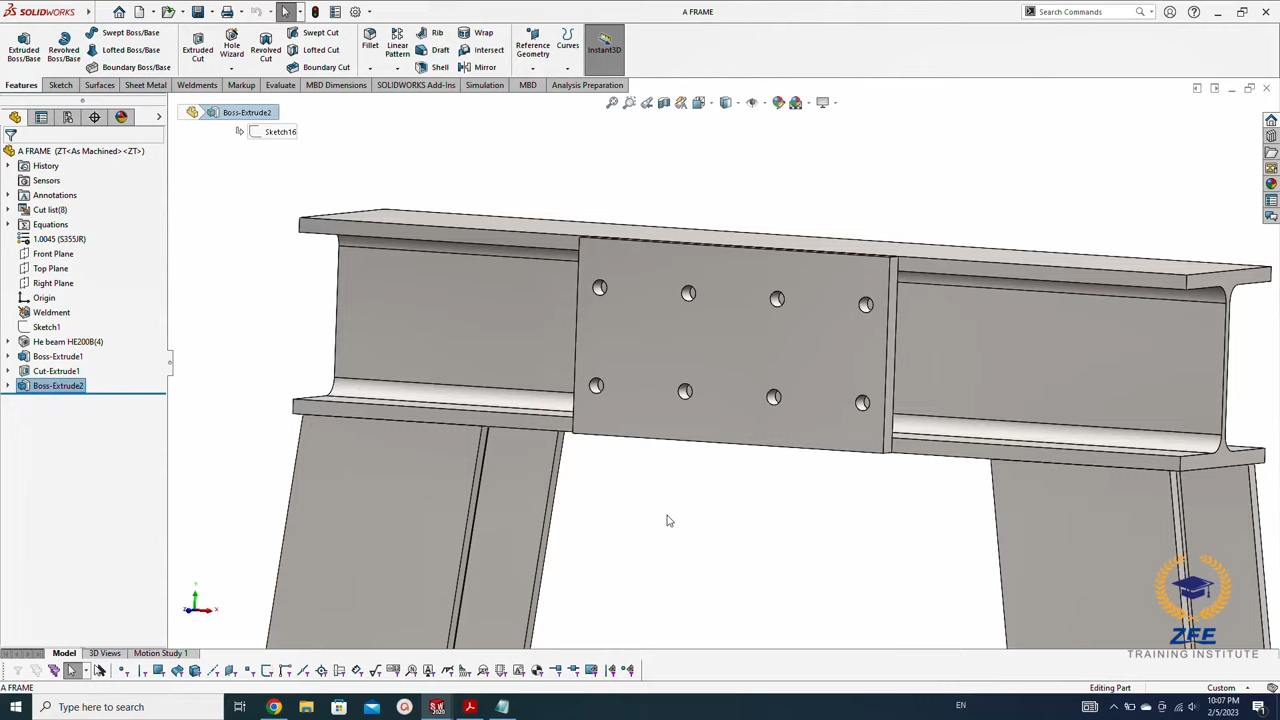 SOLIDWORKS
A FRAME
Search Commands
Extruded Boss/Base
Revolved Boss/Base
Swept Boss/Base
Lofted Boss/Base
Boundary Boss/Base
Extruded Cut
Hole Wizard
Revolved Cut
Swept Cut
Lofted Cut
Boundary Cut
Fillet
Linear Pattern
Rib
Draft
Shell
Wrap
Intersect
Mirror
Reference Geometry
Curves
Instant3D
Features
Sketch
Surfaces
Sheet Metal
Weldments
Markup
Evaluate
MBD Dimensions
SOLIDWORKS Add-Ins
Simulation
MBD
Analysis Preparation
Boss-Extrude2
Sketch16
A FRAME (ZT<As Machined><ZT>)
History
Sensors
Annotations
Cut list(8)
Equations
1.0045 (S355JR)
Front Plane
Top Plane
Right Plane
Origin
Weldment
Sketch1
He beam HE200B(4)
Boss-Extrude1
Cut-Extrude1
Boss-Extrude2
ZEE
TRAINING INSTITUTE
Model
3D Views
Motion Study 1
A FRAME
Editing Part
Custom
Type here to search
EN
10:07 PM
2/5/2023